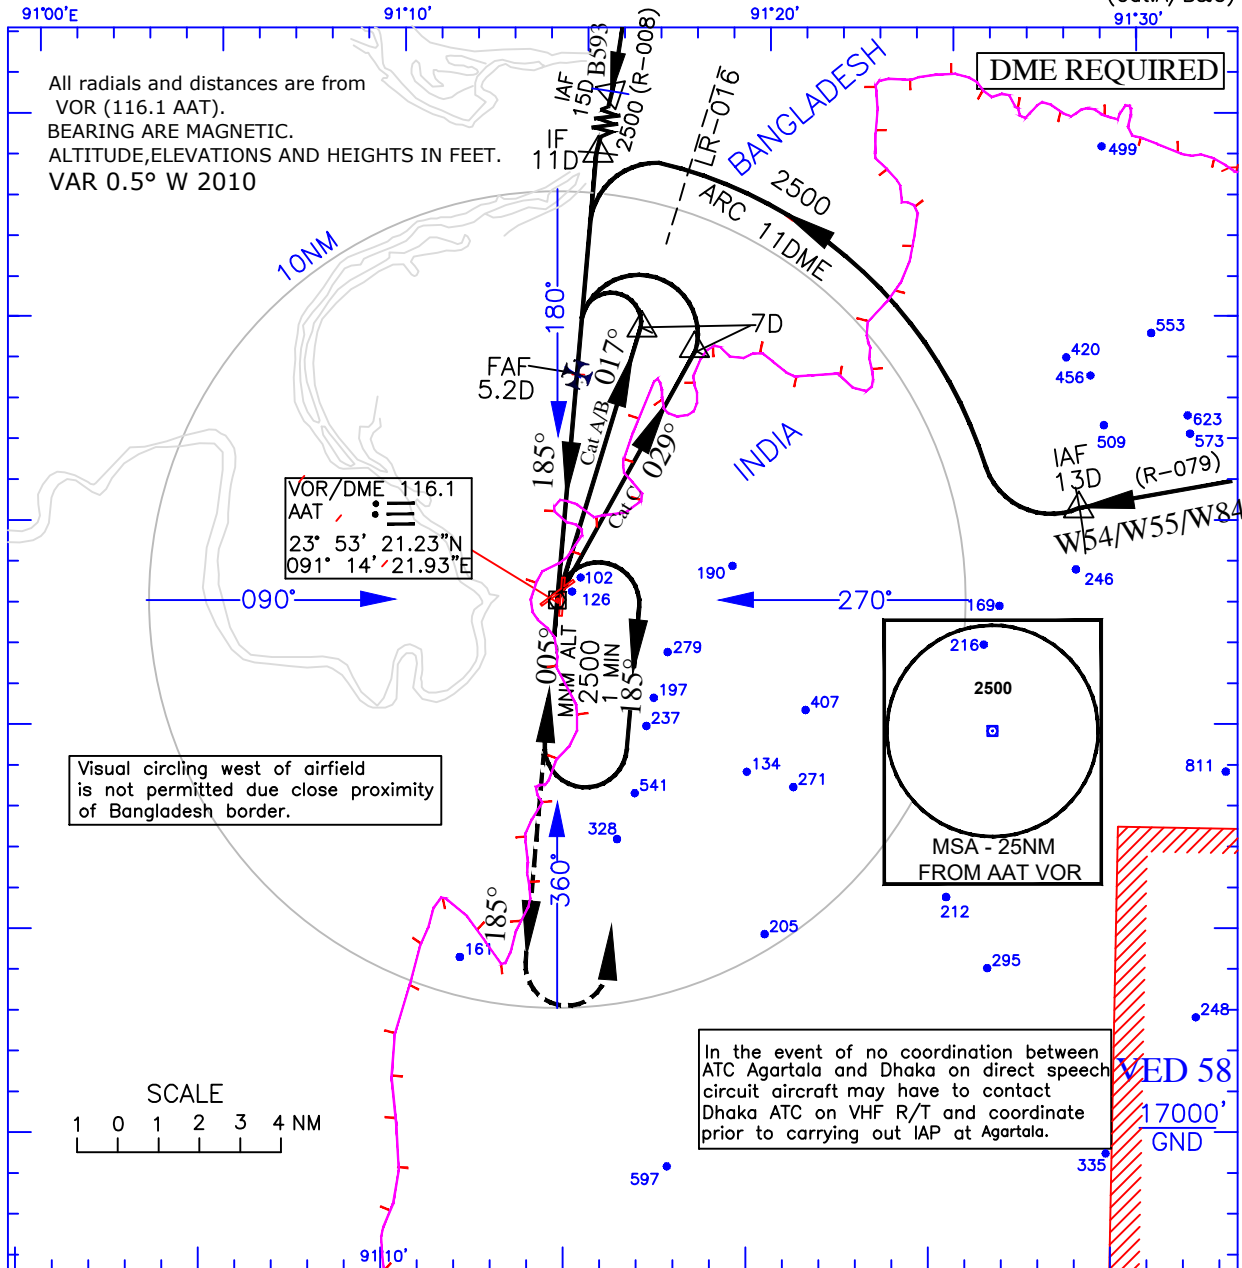 91°00'E
91°10'
91°20'
91°30'
All radials and distances are from
VOR (116.1 AAT).
BEARING ARE MAGNETIC.
ALTITUDE,ELEVATIONS AND HEIGHTS IN FEET.
VAR 0.5° W 2010
DME REQUIRED
IAF
15D
B593
2500 (R-008)
IF
11D
LR-016
BANGLADESH
2500
ARC 11DME
499
10NM
180°
7D
FAF
5.2D
017°
Cat A/B
029°
Cat C
185°
INDIA
553
420
456
623
573
509
IAF
13D
(R-079)
W54/W55/W84
VOR/DME 116.1
AAT
23° 53' 21.23"N
091° 14' 21.93"E
102
126
190
246
169
090°
270°
005°
MNM ALT
2500
1 MIN
185°
279
197
237
407
134
271
541
328
216
2500
MSA - 25NM
FROM AAT VOR
811
Visual circling west of airfield
is not permitted due close proximity
of Bangladesh border.
360°
185°
161
205
212
295
248
In the event of no coordination between
ATC Agartala and Dhaka on direct speech
circuit aircraft may have to contact
Dhaka ATC on VHF R/T and coordinate
prior to carrying out IAP at Agartala.
VED 58
17000'
GND
335
597
SCALE
1 0 1 2 3 4 NM
91°10'